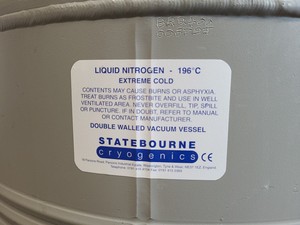 LIQUID NITROGEN - 196°C
EXTREME COLD
CONTENTS MAY CAUSE BURNS OR ASPHYXIA
TREAT BURNS AS FROSTBITE AND USE IN WELL
VENTILATED AREA. NEVER OVERFILL, TIP, SPILL
OR PUNCTURE. IF IN DOUBT, REFER TO MANUAL
OR CONTACT MANUFACTURER.
DOUBLE WALLED VACUUM VESSEL
STATEBOURNE
cryogenics CE